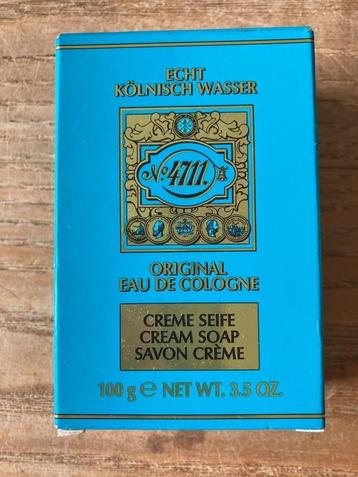 ECHT
KÖLNISCH WASSER
No. 4711.
ORIGINAL
EAU DE COLOGNE
CREME SEIFE
CREAM SOAP
SAVON CRÈME
100 g e NET WT. 3.5 OZ.